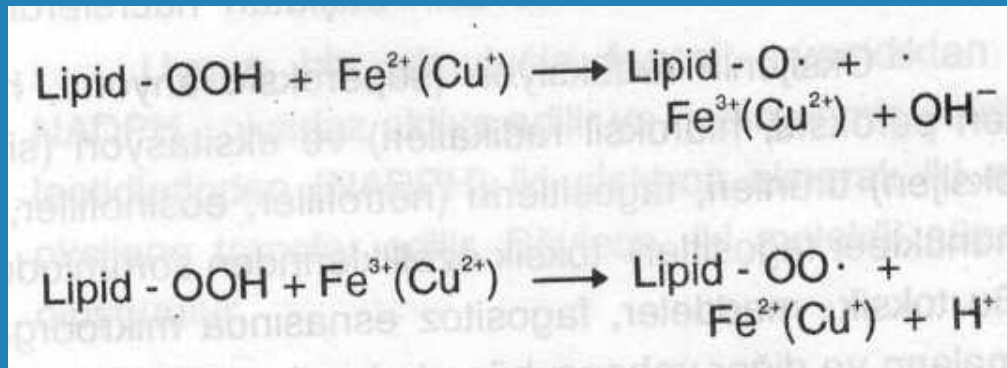 Lipid - OOH + Fe²⁺(Cu⁺) ⟶ Lipid - O· + ·
Fe³⁺(Cu²⁺) + OH⁻
Lipid - OOH + Fe³⁺(Cu²⁺) ⟶ Lipid - OO· +
Fe²⁺(Cu⁺) + H⁺